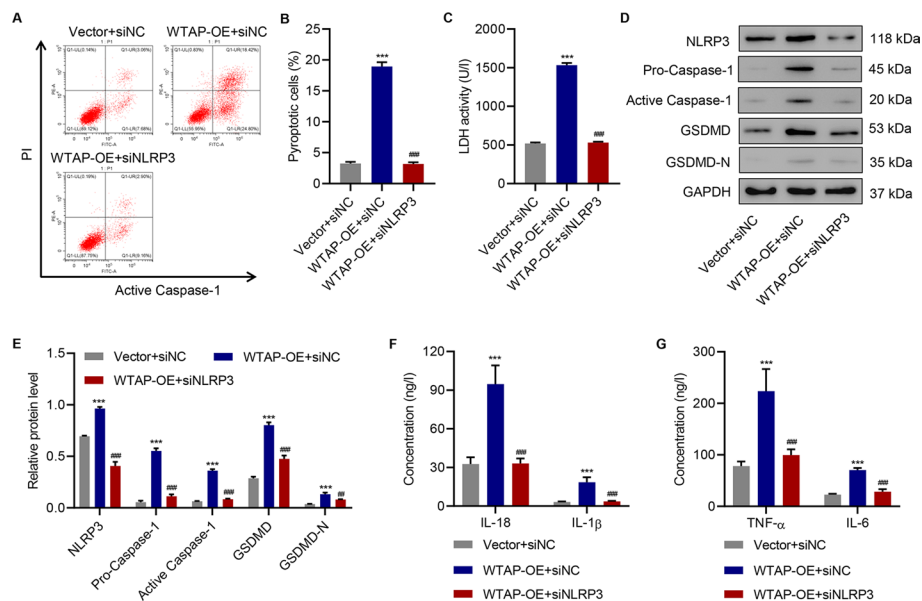 A
Vector+siNC
WTAP-OE+siNC
WTAP-OE+siNLRP3
PI
Active Caspase-1
B
Pyroptotic cells (%)
25
20
15
10
5
0
***
###
Vector+siNC
WTAP-OE+siNC
WTAP-OE+siNLRP3
C
LDH activity (U/l)
2000
1500
1000
500
0
***
###
Vector+siNC
WTAP-OE+siNC
WTAP-OE+siNLRP3
D
NLRP3 118 kDa
Pro-Caspase-1 45 kDa
Active Caspase-1 20 kDa
GSDMD 53 kDa
GSDMD-N 35 kDa
GAPDH 37 kDa
Vector+siNC
WTAP-OE+siNC
WTAP-OE+siNLRP3
E
Vector+siNC WTAP-OE+siNC
WTAP-OE+siNLRP3
Relative protein level
1.5
1.0
0.5
0.0
*** ### *** ### *** ### *** ### *** ##
NLRP3
Pro-Caspase-1
Active Caspase-1
GSDMD
GSDMD-N
F
Concentration (ng/l)
120
90
60
30
0
*** ### *** ###
IL-18 IL-1β
Vector+siNC
WTAP-OE+siNC
WTAP-OE+siNLRP3
G
Concentration (ng/l)
300
200
100
0
*** ### *** ###
TNF-α IL-6
Vector+siNC
WTAP-OE+siNC
WTAP-OE+siNLRP3